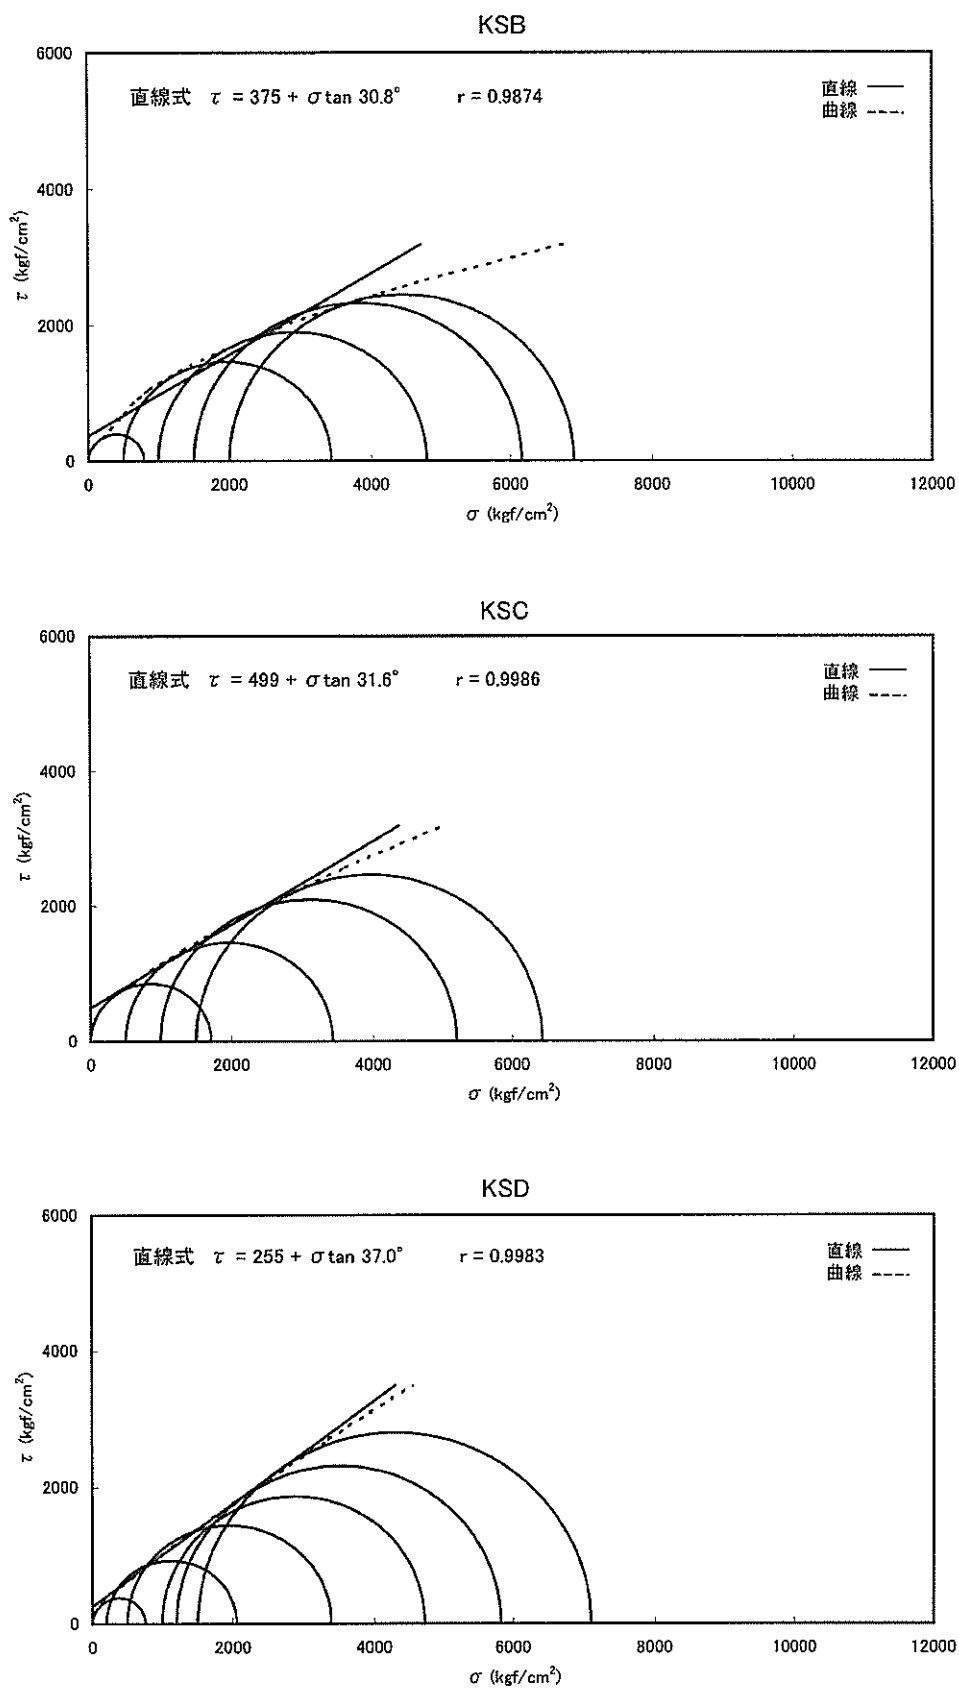 KSB
6000
直線式 τ = 375 + σ tan 30.8° r = 0.9874
直線
曲線
4000
τ (kgf/cm²)
2000
0
0 2000 4000 6000 8000 10000 12000
σ (kgf/cm²)
KSC
6000
直線式 τ = 499 + σ tan 31.6° r = 0.9986
直線
曲線
4000
τ (kgf/cm²)
2000
0
0 2000 4000 6000 8000 10000 12000
σ (kgf/cm²)
KSD
6000
直線式 τ = 255 + σ tan 37.0° r = 0.9983
直線
曲線
4000
τ (kgf/cm²)
2000
0
0 2000 4000 6000 8000 10000 12000
σ (kgf/cm²)